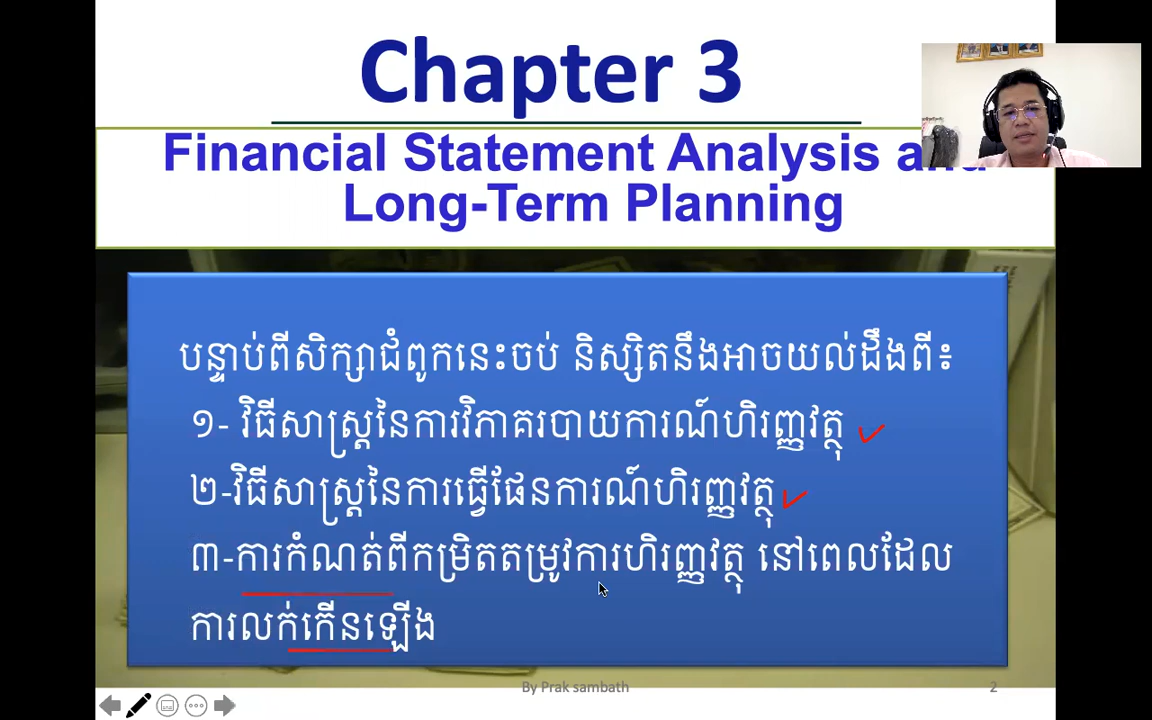 Chapter 3
Financial Statement Analysis
Long-Term Planning
បន្ទាប់ពីសិក្សាជំពូកនេះចប់ និស្សិតនឹងអាចយល់ដឹងពី៖
១- វិធីសាស្ត្រនៃការវិភាគរបាយការណ៍ហិរញ្ញវត្ថុ
២-វិធីសាស្ត្រនៃការធ្វើផែនការណ៍ហិរញ្ញវត្ថុ
៣-ការកំណត់ពីកម្រិតតម្រូវការហិរញ្ញវត្ថុ នៅពេលដែល
ការលក់កើនឡើង
By Prak sambath
2